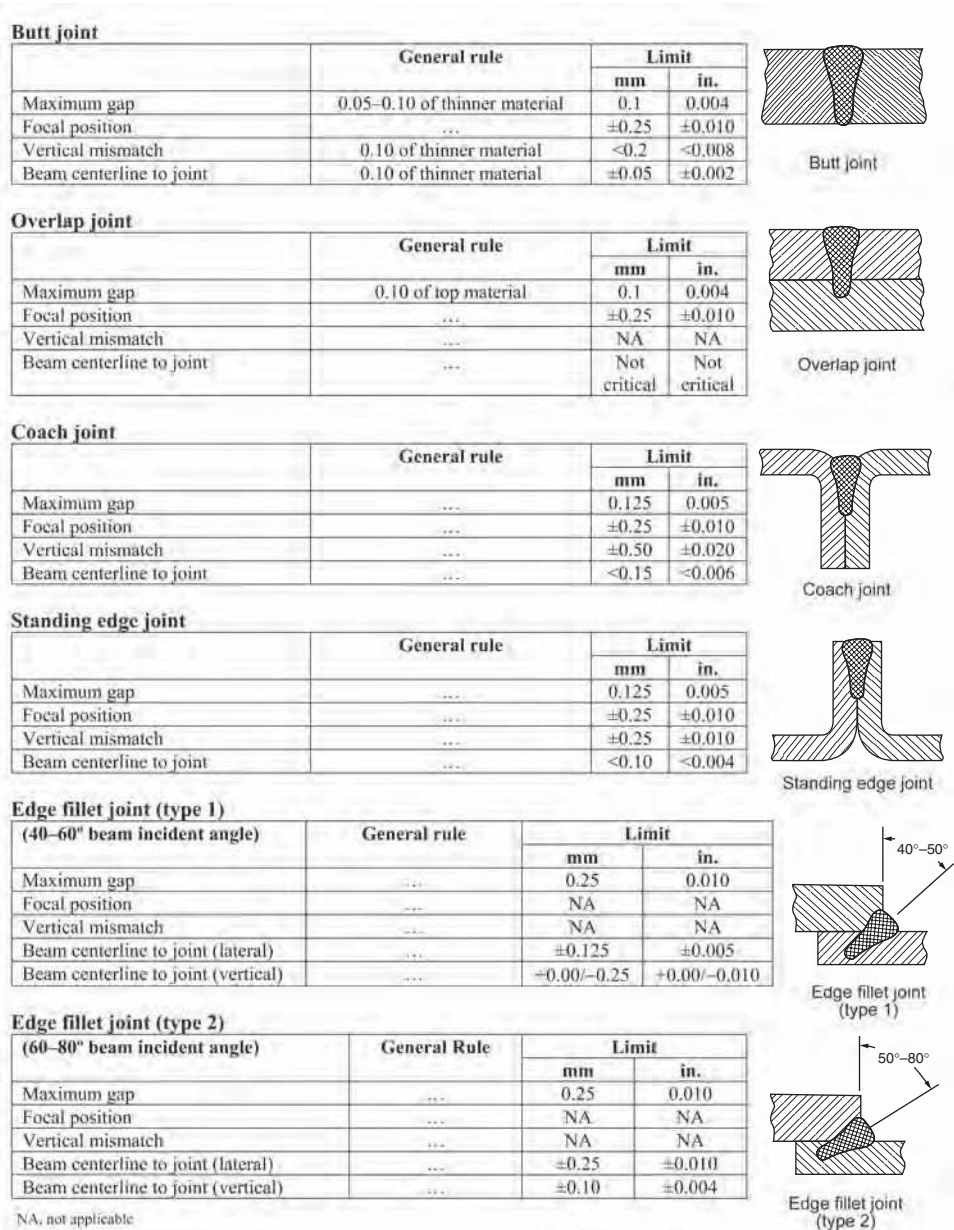 Butt joint
General rule Limit
mm in.
Maximum gap 0.05–0.10 of thinner material 0.1 0.004
Focal position ... ±0.25 ±0.010
Vertical mismatch 0.10 of thinner material <0.2 <0.008
Beam centerline to joint 0.10 of thinner material ±0.05 ±0.002
Butt joint
Overlap joint
General rule Limit
mm in.
Maximum gap 0.10 of top material 0.1 0.004
Focal position ... ±0.25 ±0.010
Vertical mismatch ... NA NA
Beam centerline to joint ... Not Not
critical critical
Overlap joint
Coach joint
General rule Limit
mm in.
Maximum gap ... 0.125 0.005
Focal position ... ±0.25 ±0.010
Vertical mismatch ... ±0.50 ±0.020
Beam centerline to joint ... <0.15 <0.006
Coach joint
Standing edge joint
General rule Limit
mm in.
Maximum gap ... 0.125 0.005
Focal position ... ±0.25 ±0.010
Vertical mismatch ... ±0.25 ±0.010
Beam centerline to joint ... <0.10 <0.004
Standing edge joint
Edge fillet joint (type 1)
(40–60° beam incident angle) General rule Limit
mm in.
Maximum gap ... 0.25 0.010
Focal position ... NA NA
Vertical mismatch ... NA NA
Beam centerline to joint (lateral) ... ±0.125 ±0.005
Beam centerline to joint (vertical) .... +0.00/–0.25 +0.00/–0.010
40°–50°
Edge fillet joint
(type 1)
Edge fillet joint (type 2)
(60–80° beam incident angle) General Rule Limit
mm in.
Maximum gap ... 0.25 0.010
Focal position ... NA NA
Vertical mismatch ... NA NA
Beam centerline to joint (lateral) ... ±0.25 ±0.010
Beam centerline to joint (vertical) ... ±0.10 ±0.004
50°–80°
Edge fillet joint
(type 2)
NA, not applicable